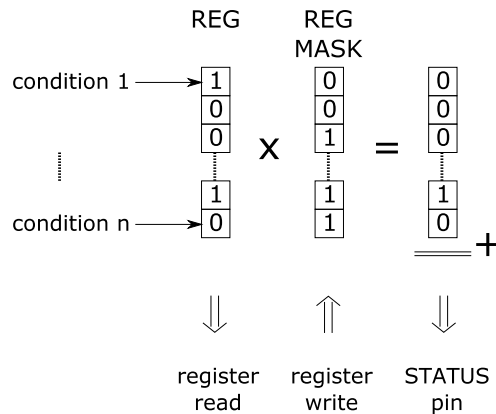 REG REG
MASK
condition 1 1 0 0
0 0 0
0 x 1 = 0
1 1 1
condition n 0 1 0
+
register register STATUS
read write pin